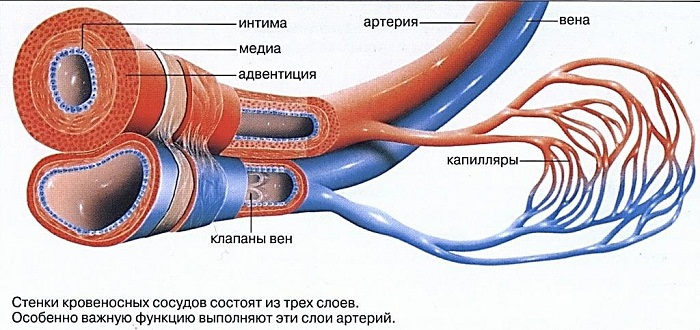 интима
медиа
адвентиция
артерия
вена
капилляры
клапаны вен
Стенки кровеносных сосудов состоят из трех слоев.
Особенно важную функцию выполняют эти слои артерий.